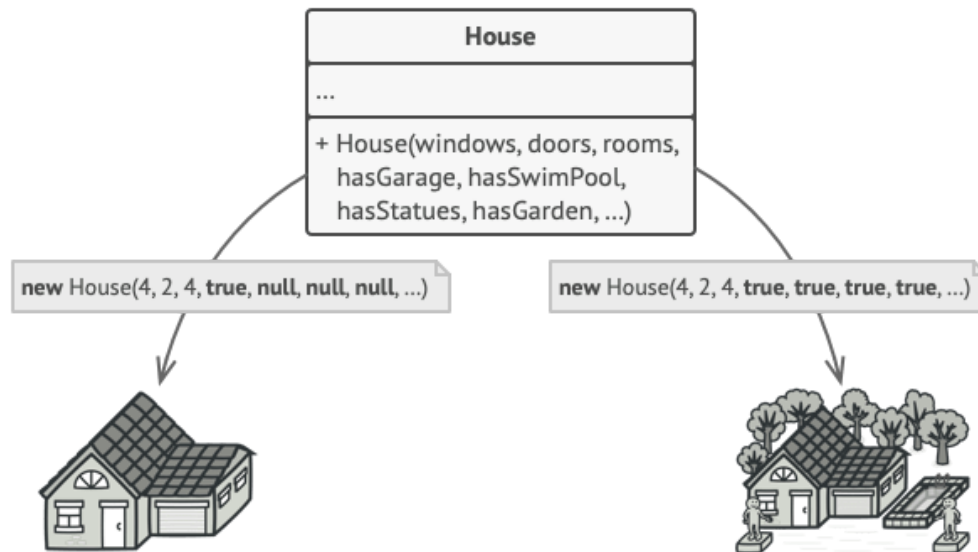 House
...
+ House(windows, doors, rooms,
hasGarage, hasSwimPool,
hasStatues, hasGarden, ...)
new House(4, 2, 4, true, null, null, null, ...)
new House(4, 2, 4, true, true, true, true, ...)